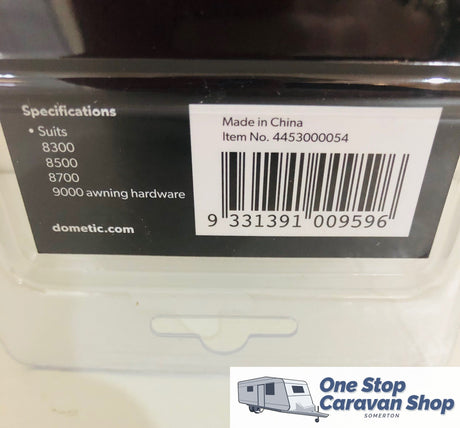 Specifications
• Suits
8300
8500
8700
9000 awning hardware
dometic.com
Made in China
Item No. 4453000054
9 331391 009596
One Stop
Caravan Shop
SOMERTON